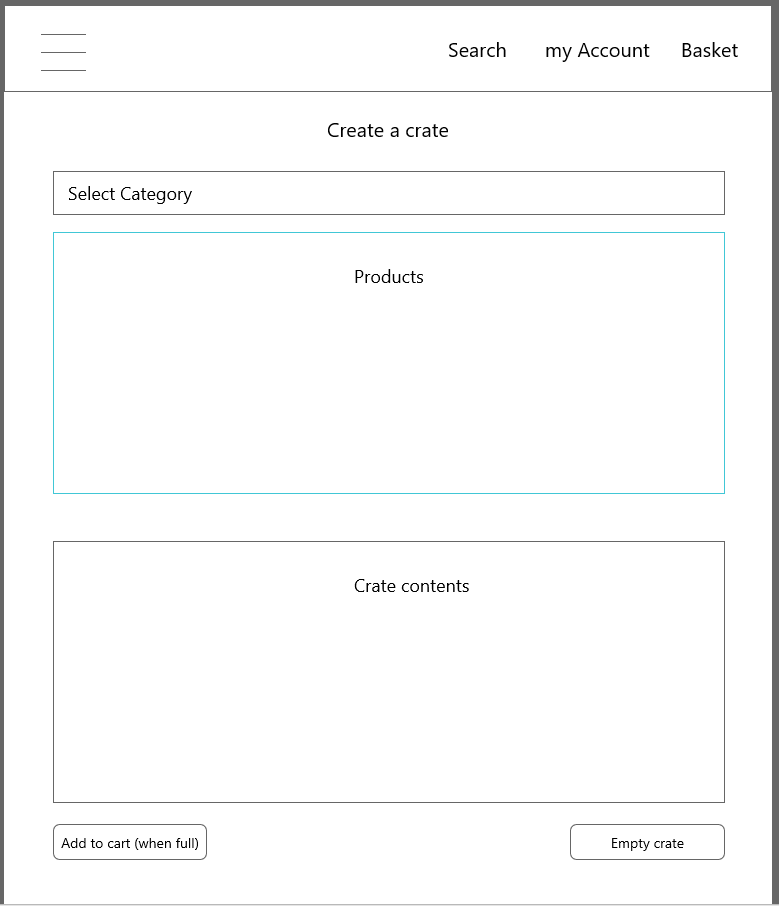 Search my Account Basket
Create a crate
Select Category
Products
Crate contents
Add to cart (when full) Empty crate